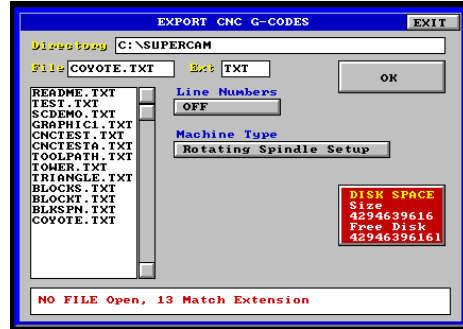 EXPORT CNC G-CODES EXIT
Directory C:\SUPERCAM
File COYOTE.TXT Ext TXT
OK
Line Numbers
OFF
Machine Type
Rotating Spindle Setup
README.TXT
TEST.TXT
SCDEMO.TXT
GRAPHIC1.TXT
CNCTEST.TXT
CNCTESTA.TXT
TOOLPATH.TXT
TOWER.TXT
TRIANGLE.TXT
BLOCKS.TXT
BLOCKT.TXT
BLKSPN.TXT
COYOTE.TXT
DISK SPACE
Size
4294639616
Free Disk
42946396161
NO FILE Open, 13 Match Extension